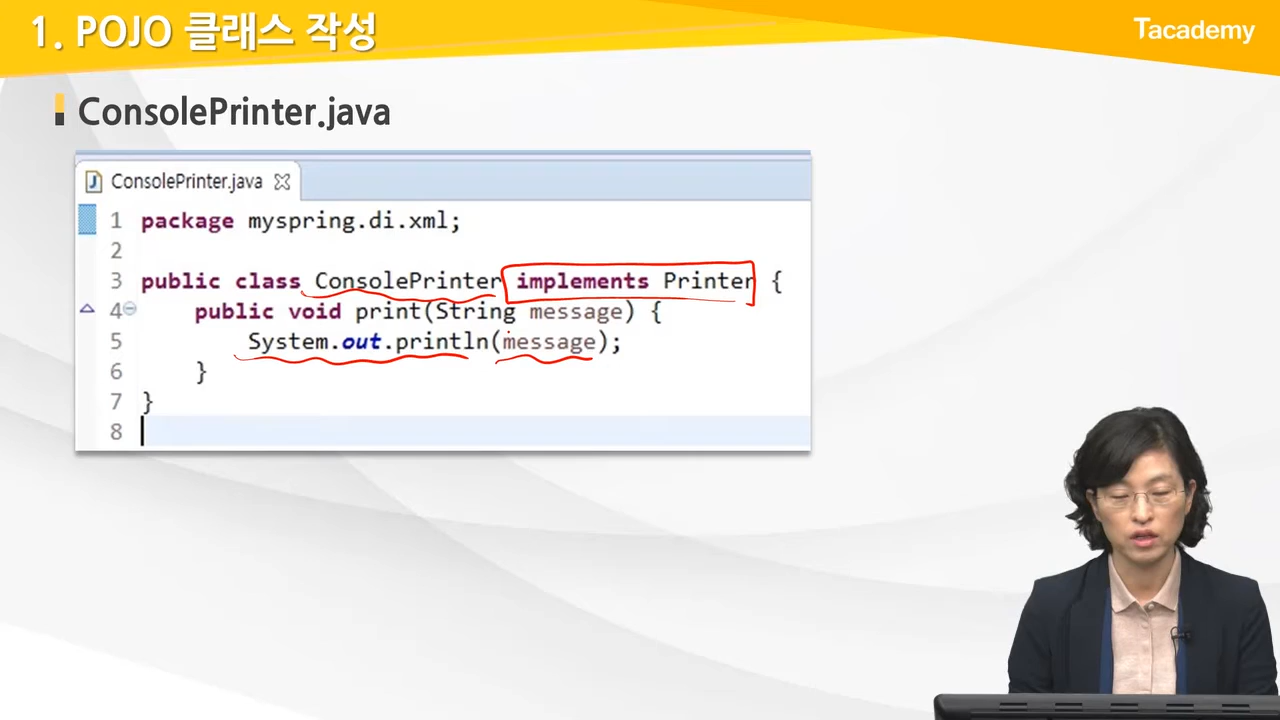 1. POJO 클래스 작성
Tacademy
ConsolePrinter.java
ConsolePrinter.java
1 package myspring.di.xml;
2
3 public class ConsolePrinter implements Printer {
4 public void print(String message) {
5 System.out.println(message);
6 }
7 }
8